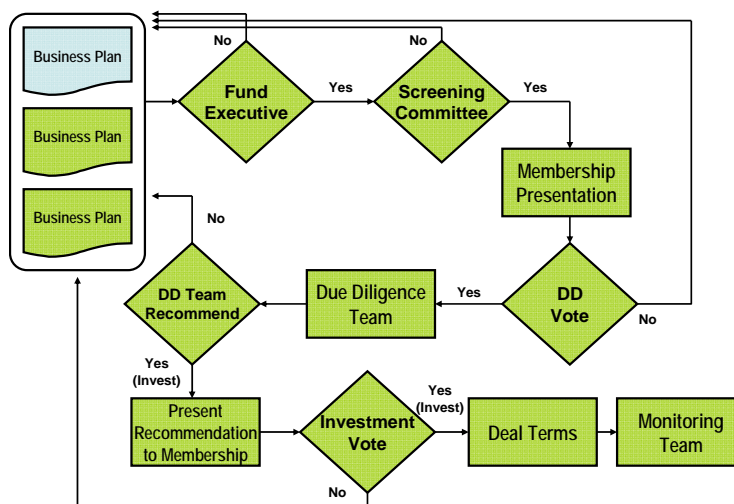 Business Plan
Business Plan
Business Plan
No
Fund
Executive
Yes
No
Screening
Committee
Yes
Membership
Presentation
DD
Vote
No
Yes
Due Diligence
Team
DD Team
Recommend
No
Yes
(Invest)
Present
Recommendation
to Membership
Investment
Vote
No
Yes
(Invest)
Deal Terms
Monitoring
Team